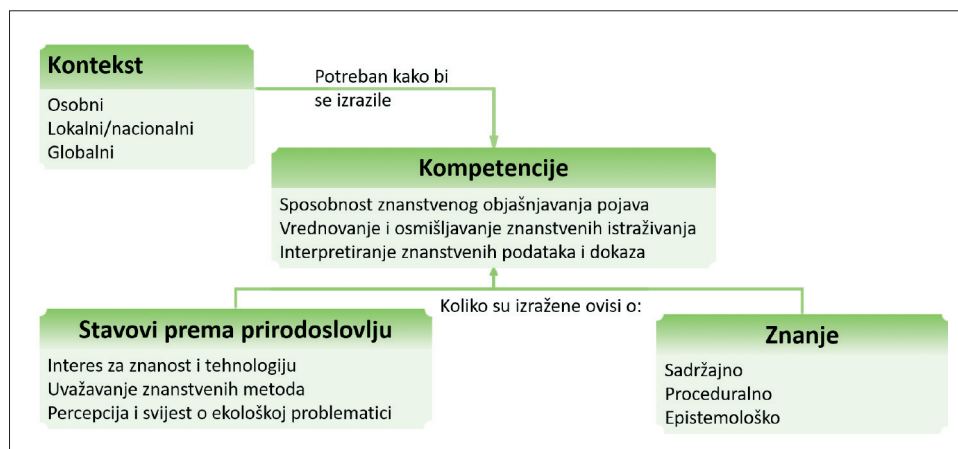 Kontekst
Osobni
Lokalni/nacionalni
Globalni
Potreban kako bi
se izrazile
Kompetencije
Sposobnost znanstvenog objašnjavanja pojava
Vrednovanje i osmišljavanje znanstvenih istraživanja
Interpretiranje znanstvenih podataka i dokaza
Koliko su izražene ovisi o:
Stavovi prema prirodoslovlju
Interes za znanost i tehnologiju
Uvažavanje znanstvenih metoda
Percepcija i svijest o ekološkoj problematici
Znanje
Sadržajno
Proceduralno
Epistemološko